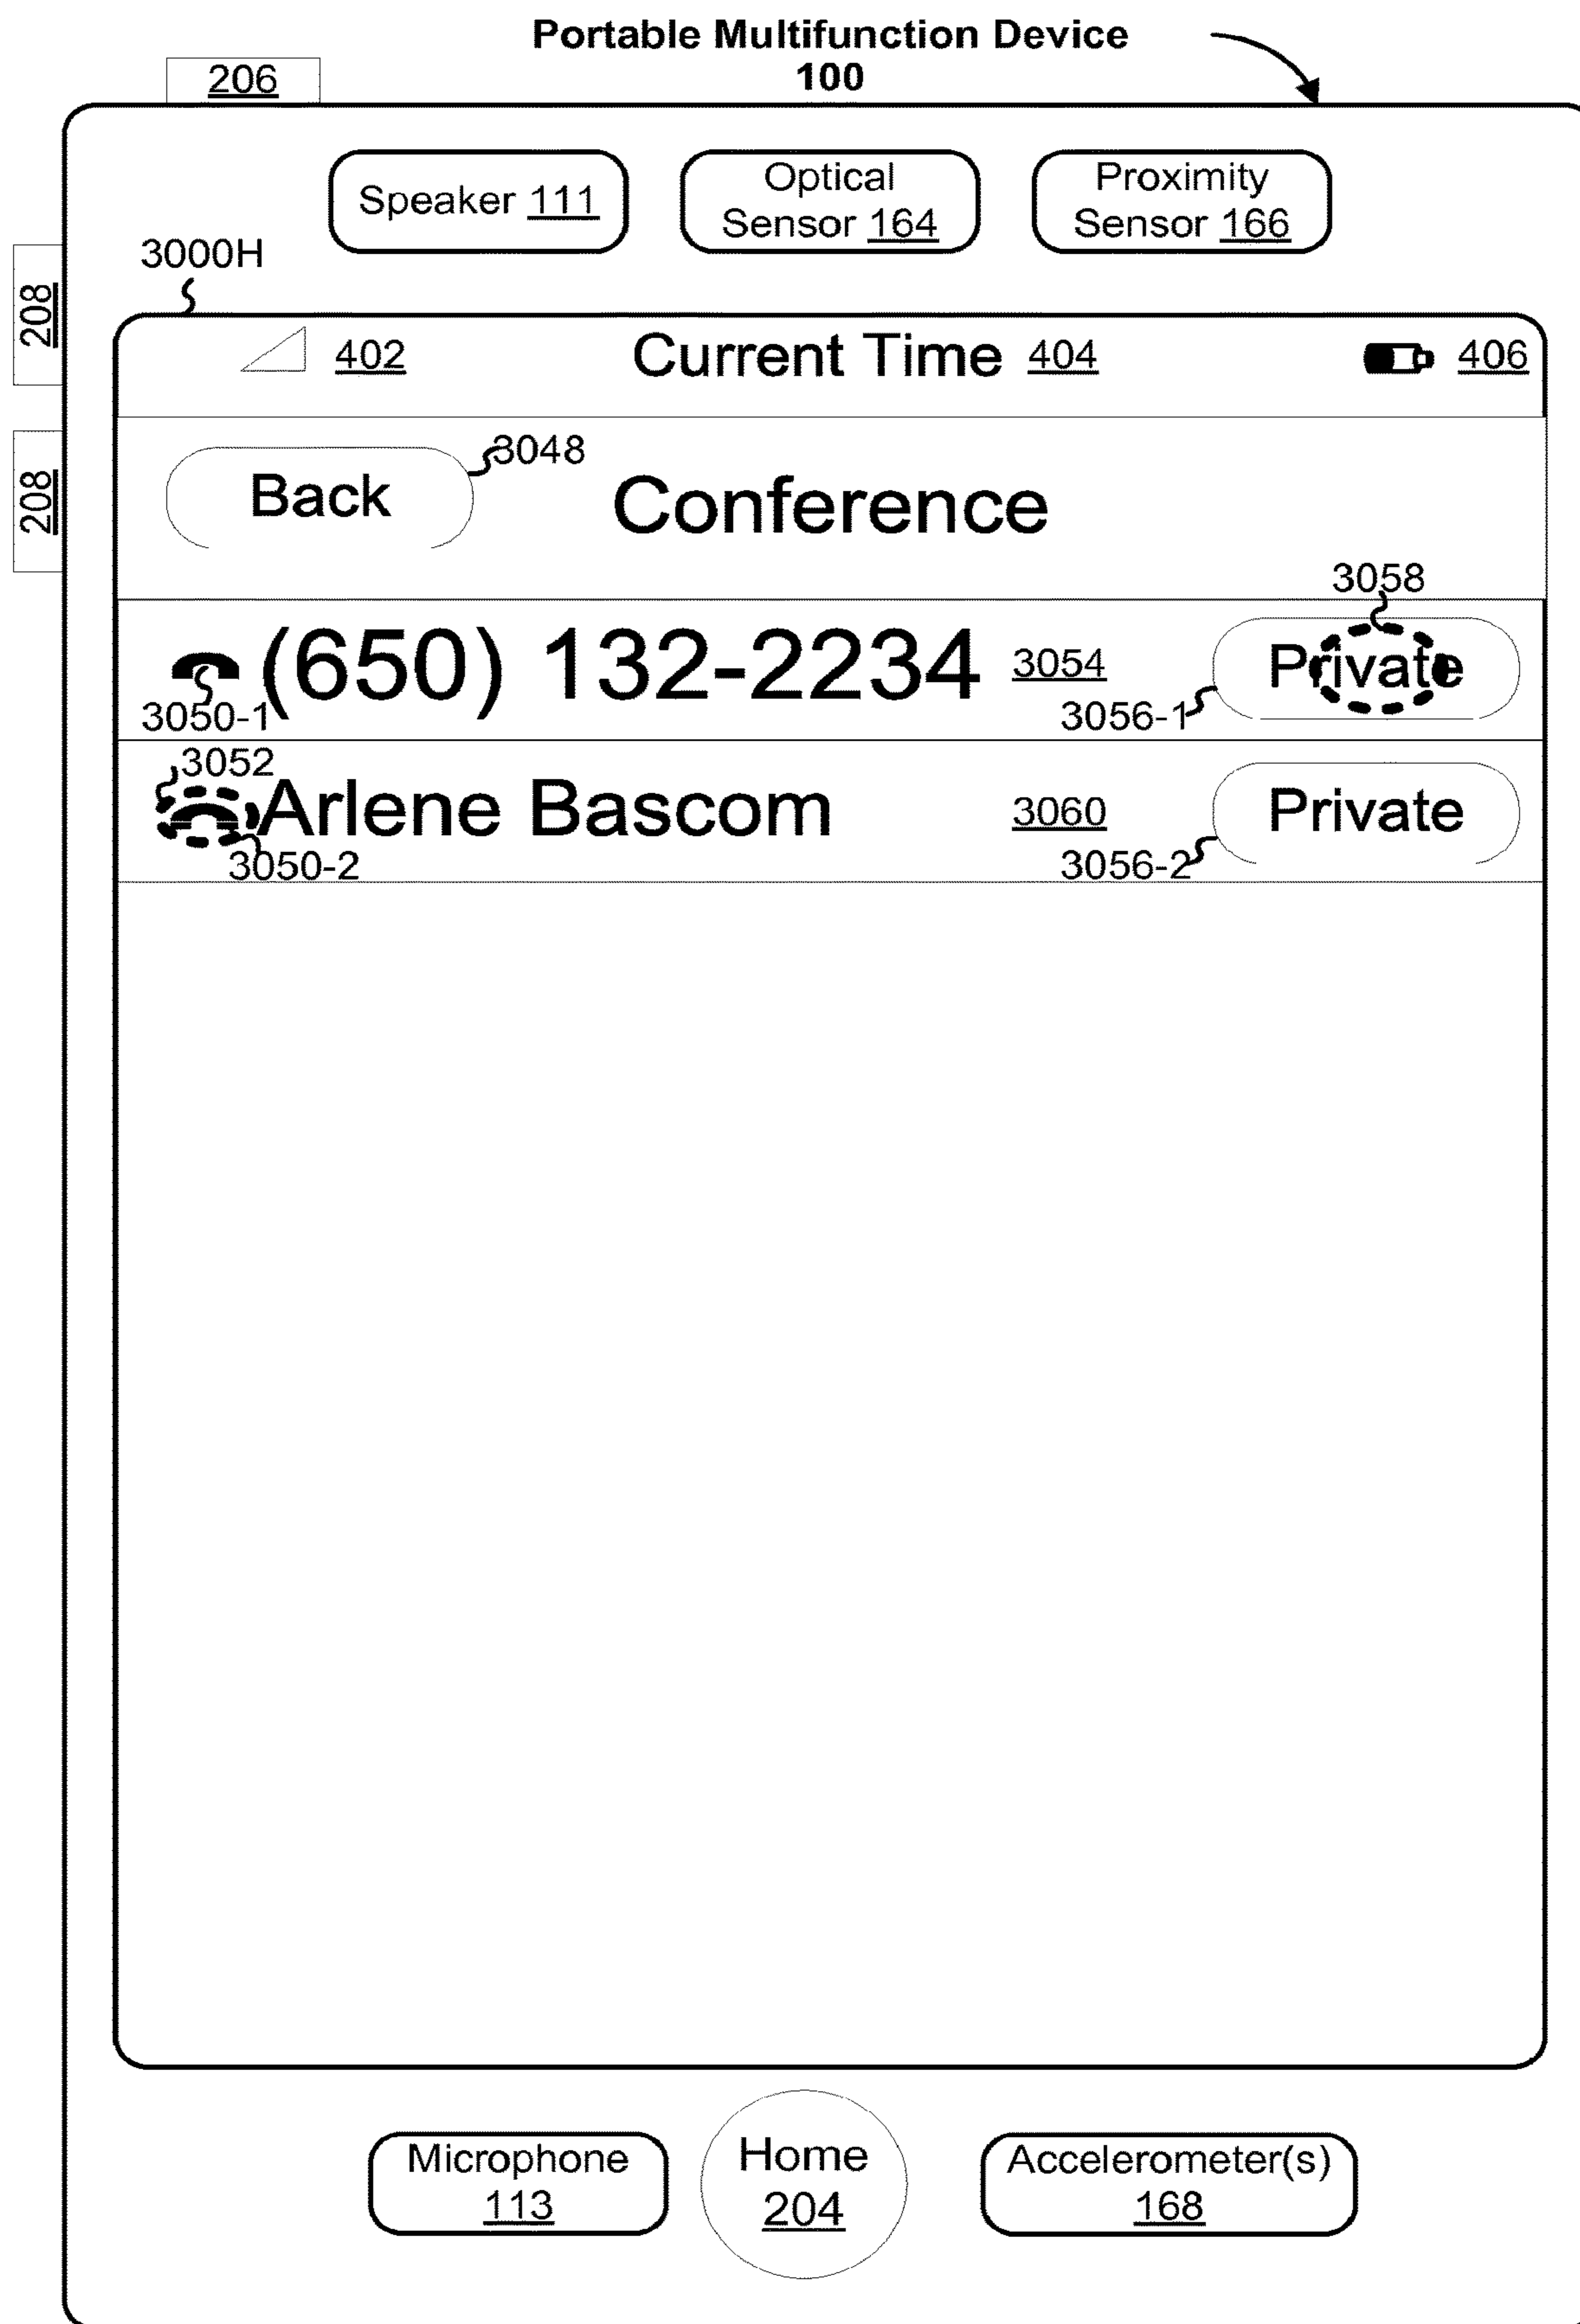 Portable Multifunction Device
100
206
Speaker 111
Optical
Sensor 164
Proximity
Sensor 166
3000H
208
402
Current Time 404
406
208
Back
3048
Conference
3058
(650) 132-2234
3054
Private
3050-1
3056-1
3052
Arlene Bascom
3060
Private
3050-2
3056-2
Microphone
113
Home
204
Accelerometer(s)
168